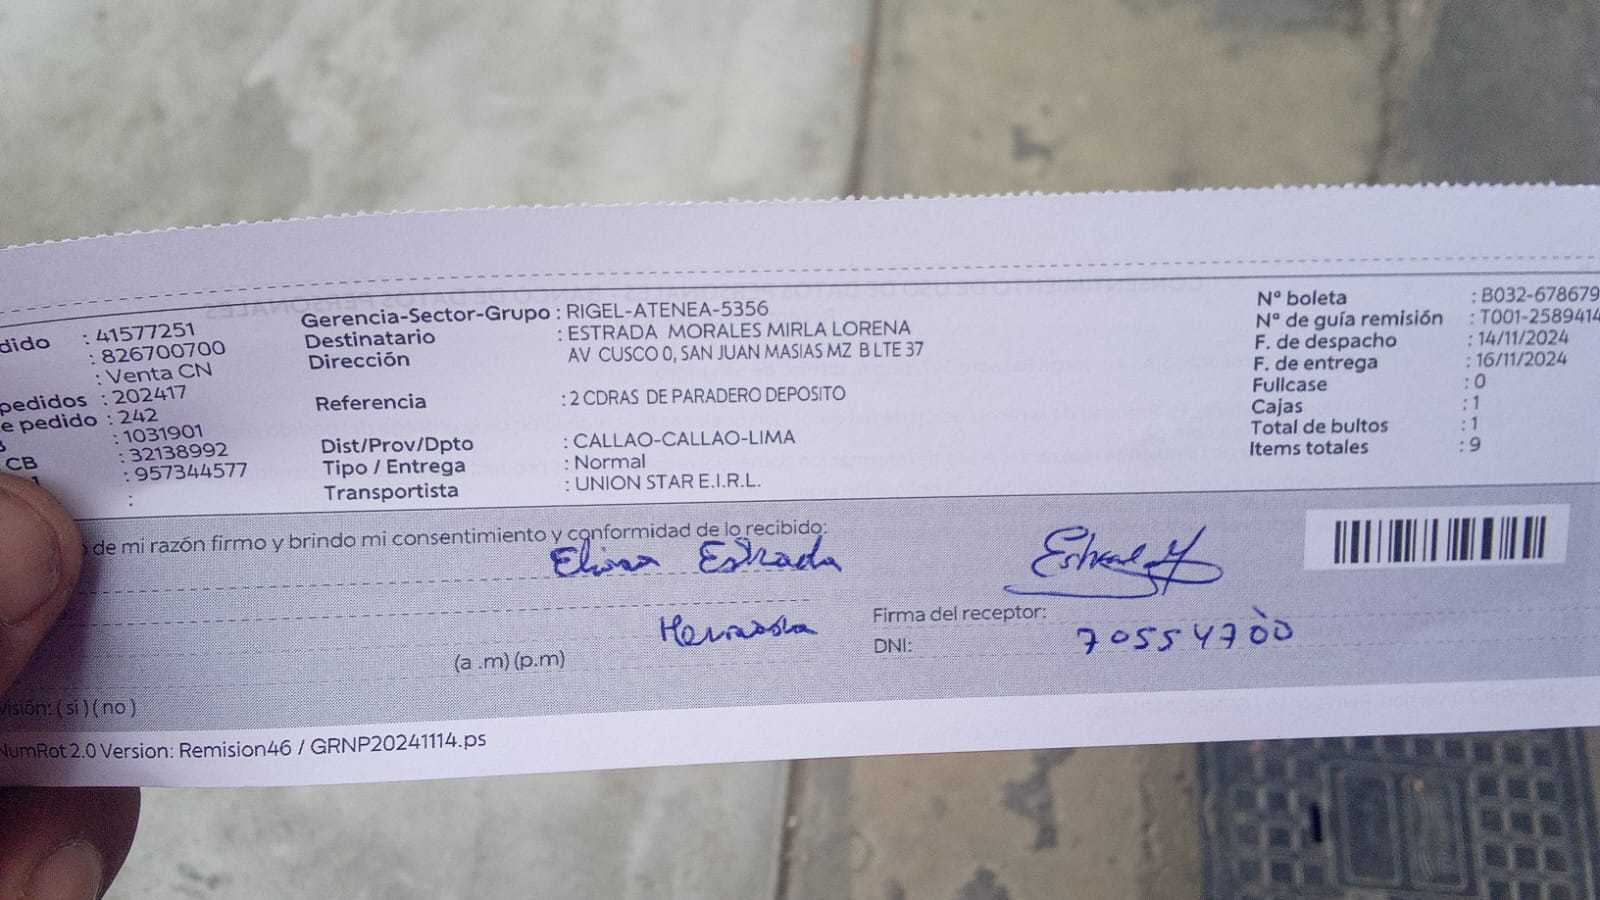 dido : 41577251
: 826700700
: Venta CN
pedidos : 202417
e pedido : 242
: 1031901
CB : 32138992
: 957344577
:
Gerencia-Sector-Grupo : RIGEL-ATENEA-5356
Destinatario : ESTRADA MORALES MIRLA LORENA
Dirección AV CUSCO 0, SAN JUAN MASIAS MZ B LTE 37
Referencia : 2 CDRAS DE PARADERO DEPOSITO
Dist/Prov/Dpto : CALLAO-CALLAO-LIMA
Tipo / Entrega : Normal
Transportista : UNION STAR E.I.R.L.
N° boleta : B032-678679
N° de guía remisión : T001-2589414
F. de despacho : 14/11/2024
F. de entrega : 16/11/2024
Fullcase : 0
Cajas : 1
Total de bultos : 1
Items totales : 9
de mi razón firmo y brindo mi consentimiento y conformidad de lo recibido:
Estrada
Firma del receptor:
DNI: 70554700
(a .m) (p.m)
visión: ( si ) ( no )
NumRot 2.0 Version: Remision46 / GRNP20241114.ps